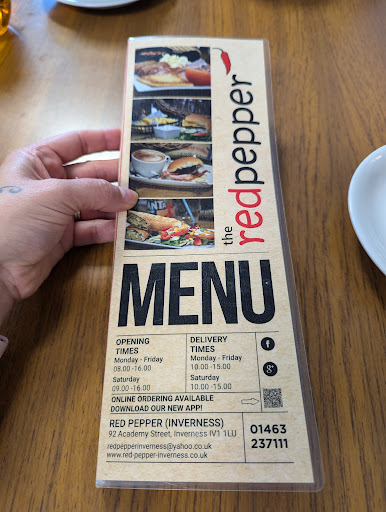 the redpepper
MENU
OPENING
TIMES
Monday - Friday
08.00 -16.00
Saturday
09.00 -16.00
DELIVERY
TIMES
Monday - Friday
10.00 -15.00
Saturday
10.00 -15.00
f
g+
ONLINE ORDERING AVAILABLE
DOWNLOAD OUR NEW APP!
RED PEPPER (INVERNESS)
92 Academy Street, Inverness IV1 1LU
redpepperinverness@yahoo.co.uk
www.red-pepper-inverness.co.uk
01463
237111